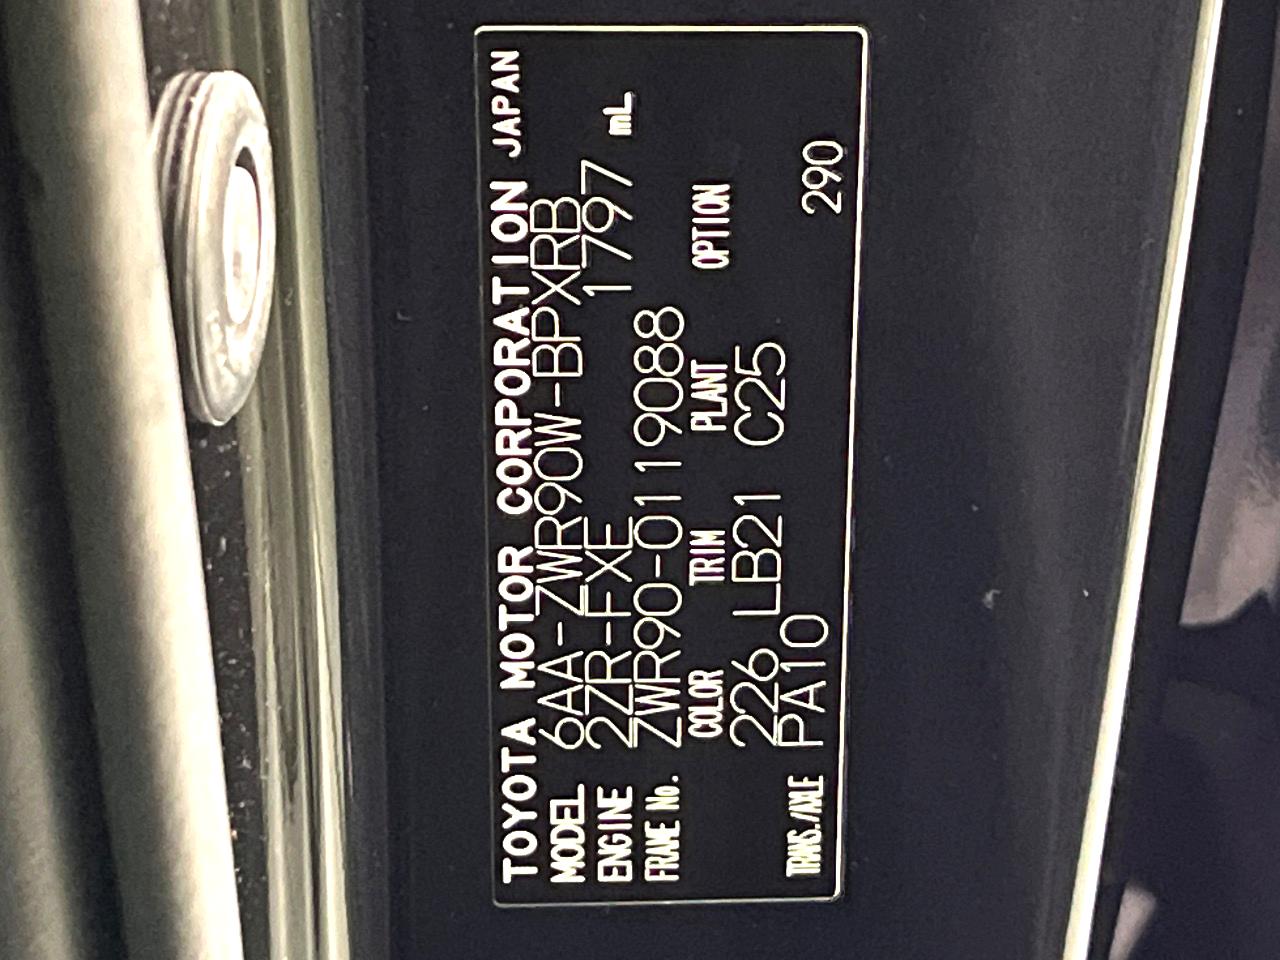 TOYOTA MOTOR CORPORATION JAPAN
MODEL 6AA-ZWR90W-BPXRB
ENGINE 2ZR-FXE 1797 mL
FRAME No. ZWR90-0119088
COLOR TRIM PLANT OPTION
226 LB21 C25
TRANS./AXLE PA10 290